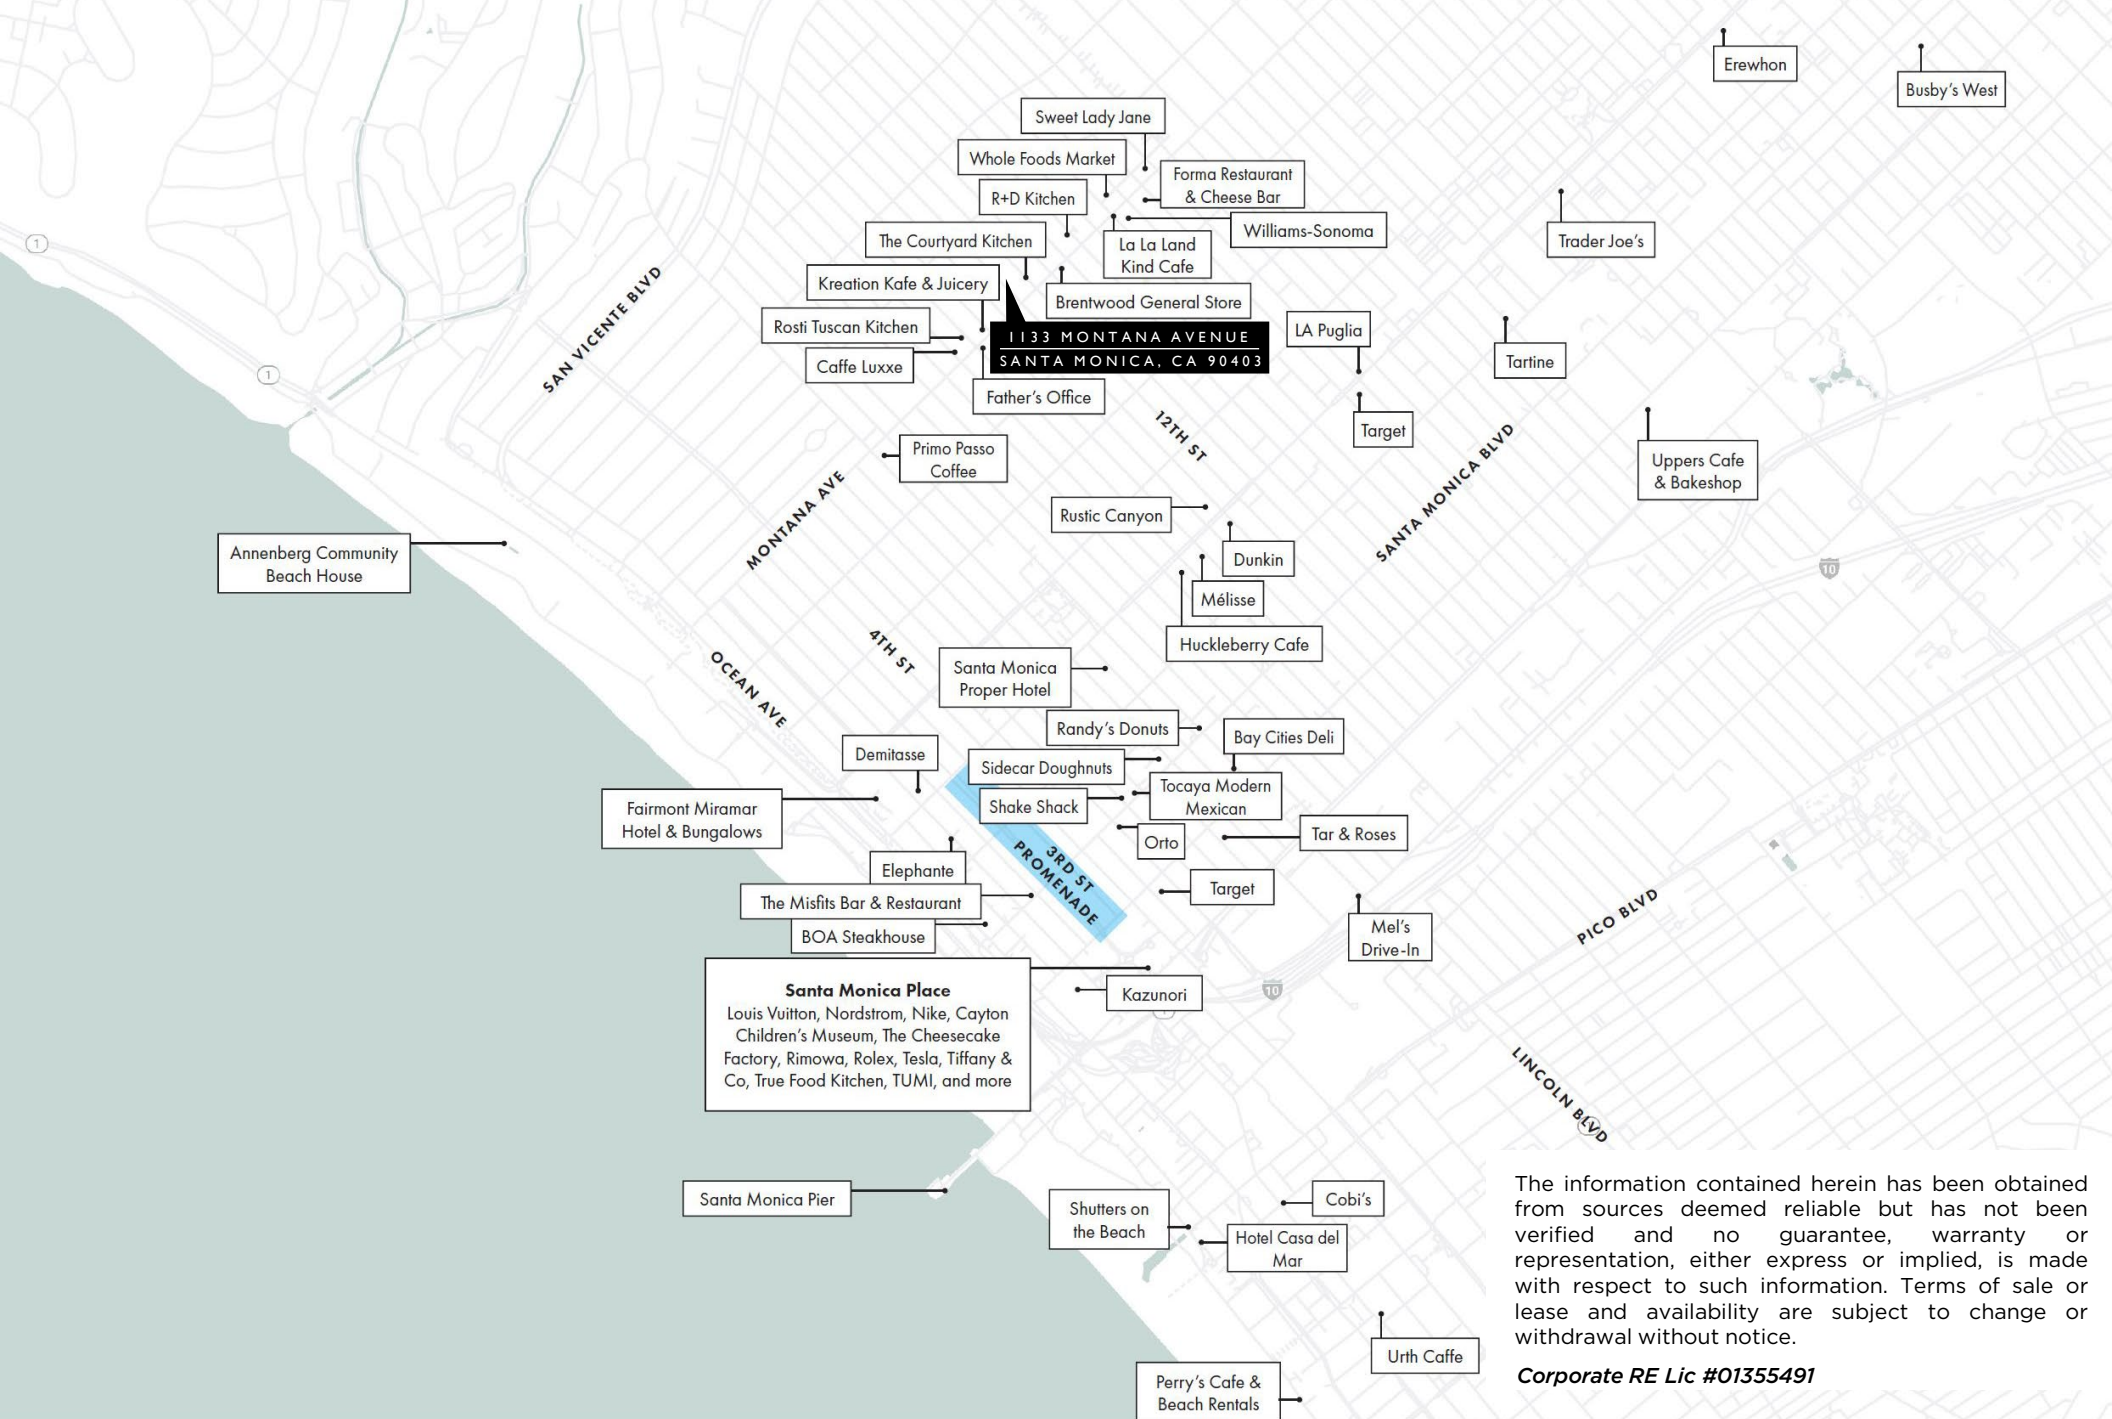 Erewhon
Busby's West
Sweet Lady Jane
Whole Foods Market
Forma Restaurant
& Cheese Bar
R+D Kitchen
Williams-Sonoma
The Courtyard Kitchen
La La Land
Kind Cafe
Trader Joe's
1
Kreation Kafe & Juicery
Brentwood General Store
SAN VICENTE BLVD
Rosti Tuscan Kitchen
1133 MONTANA AVENUE
SANTA MONICA, CA 90403
LA Puglia
Caffe Luxxe
Tartine
1
Father's Office
12TH ST
Target
Primo Passo
Coffee
SANTA MONICA BLVD
Uppers Cafe
& Bakeshop
MONTANA AVE
Rustic Canyon
Annenberg Community
Beach House
Dunkin
10
Mélisse
Huckleberry Cafe
4TH ST
OCEAN AVE
Santa Monica
Proper Hotel
Randy's Donuts
Bay Cities Deli
Demitasse
Sidecar Doughnuts
Tocaya Modern
Mexican
Shake Shack
Fairmont Miramar
Hotel & Bungalows
Orto
Tar & Roses
3RD ST
PROMENADE
Elephante
Target
The Misfits Bar & Restaurant
BOA Steakhouse
Mel's
Drive-In
PICO BLVD
Santa Monica Place
Louis Vuitton, Nordstrom, Nike, Cayton
Children's Museum, The Cheesecake
Factory, Rimowa, Rolex, Tesla, Tiffany &
Co, True Food Kitchen, TUMI, and more
Kazunori
10
LINCOLN BLVD
Santa Monica Pier
Shutters on
the Beach
Cobi's
Hotel Casa del
Mar
Urth Caffe
Perry's Cafe &
Beach Rentals
The information contained herein has been obtained
from sources deemed reliable but has not been
verified and no guarantee, warranty or
representation, either express or implied, is made
with respect to such information. Terms of sale or
lease and availability are subject to change or
withdrawal without notice.
Corporate RE Lic #01355491